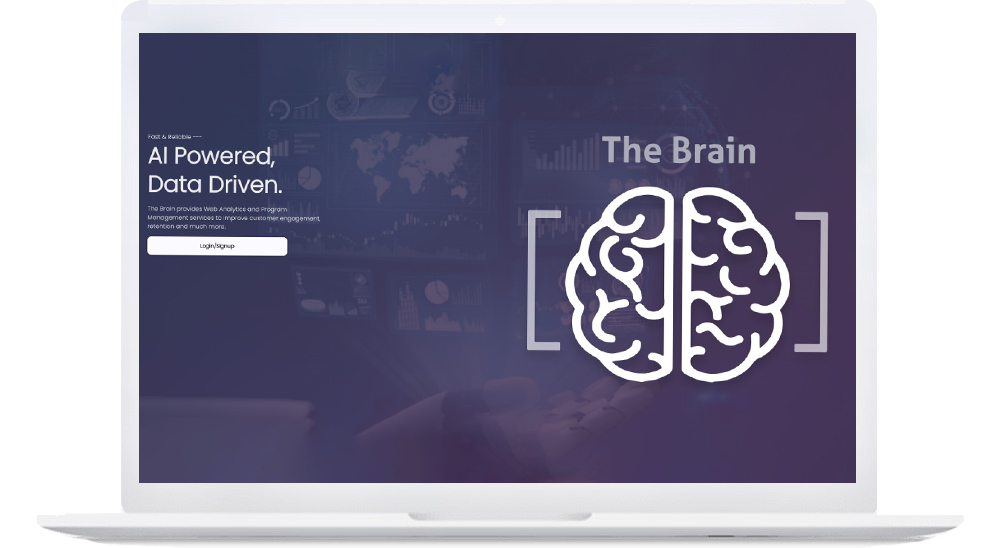 Fast & Reliable ---
AI Powered,
Data Driven.
The Brain provides Web Analytics and Program
Management services to improve customer engagement,
retention and much more.
Login/Signup
The Brain